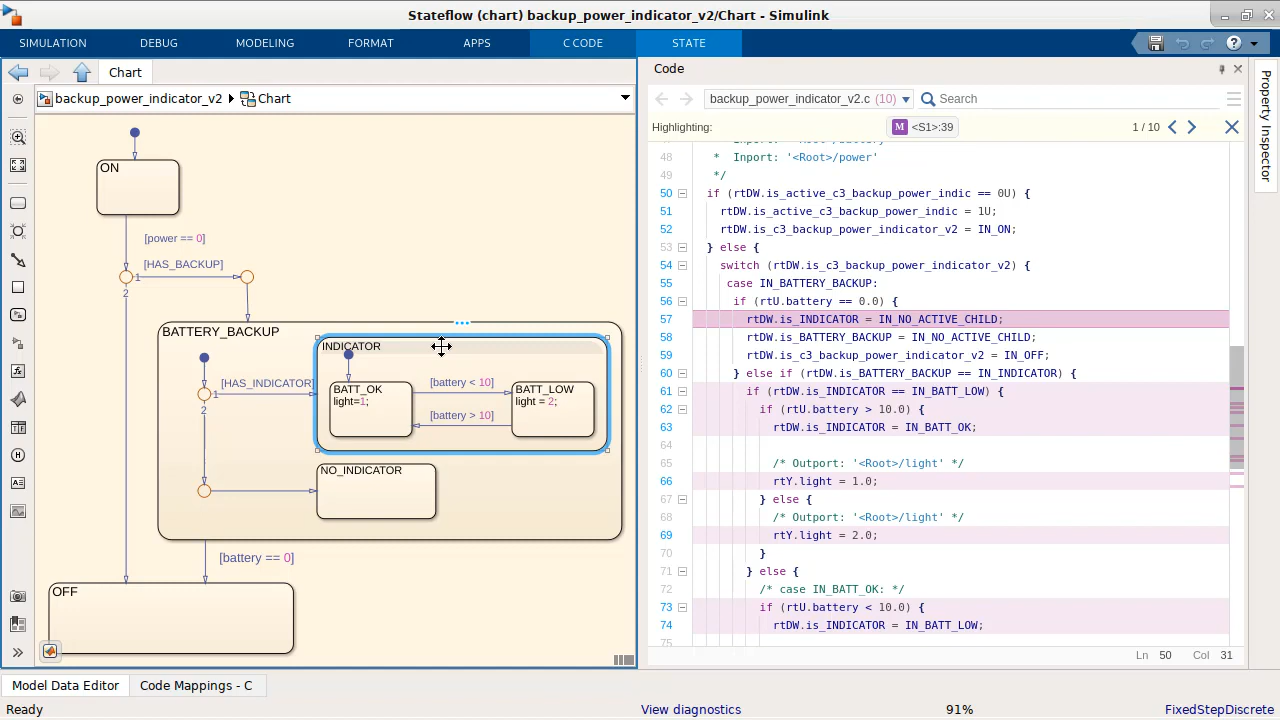 Stateflow (chart) backup_power_indicator_v2/Chart - Simulink
SIMULATION DEBUG MODELING FORMAT APPS C CODE STATE
Chart
backup_power_indicator_v2 Chart
ON
[power == 0]
[HAS_BACKUP]
1
2
BATTERY_BACKUP
INDICATOR
[HAS_INDICATOR]
1
2
BATT_OK
light=1;
[battery < 10]
[battery > 10]
BATT_LOW
light = 2;
NO_INDICATOR
[battery == 0]
OFF
Code
backup_power_indicator_v2.c (10) Search
Highlighting: M <S1>:39 1 / 10
48 * Inport: '<Root>/power'
49 */
50 if (rtDW.is_active_c3_backup_power_indic == 0U) {
51 rtDW.is_active_c3_backup_power_indic = 1U;
52 rtDW.is_c3_backup_power_indicator_v2 = IN_ON;
53 } else {
54 switch (rtDW.is_c3_backup_power_indicator_v2) {
55 case IN_BATTERY_BACKUP:
56 if (rtU.battery == 0.0) {
57 rtDW.is_INDICATOR = IN_NO_ACTIVE_CHILD;
58 rtDW.is_BATTERY_BACKUP = IN_NO_ACTIVE_CHILD;
59 rtDW.is_c3_backup_power_indicator_v2 = IN_OFF;
60 } else if (rtDW.is_BATTERY_BACKUP == IN_INDICATOR) {
61 if (rtDW.is_INDICATOR == IN_BATT_LOW) {
62 if (rtU.battery > 10.0) {
63 rtDW.is_INDICATOR = IN_BATT_OK;
64
65 /* Outport: '<Root>/light' */
66 rtY.light = 1.0;
67 } else {
68 /* Outport: '<Root>/light' */
69 rtY.light = 2.0;
70 }
71 } else {
72 /* case IN_BATT_OK: */
73 if (rtU.battery < 10.0) {
74 rtDW.is_INDICATOR = IN_BATT_LOW;
75
Ln 50 Col 31
Property Inspector
Model Data Editor Code Mappings - C
Ready View diagnostics 91% FixedStepDiscrete